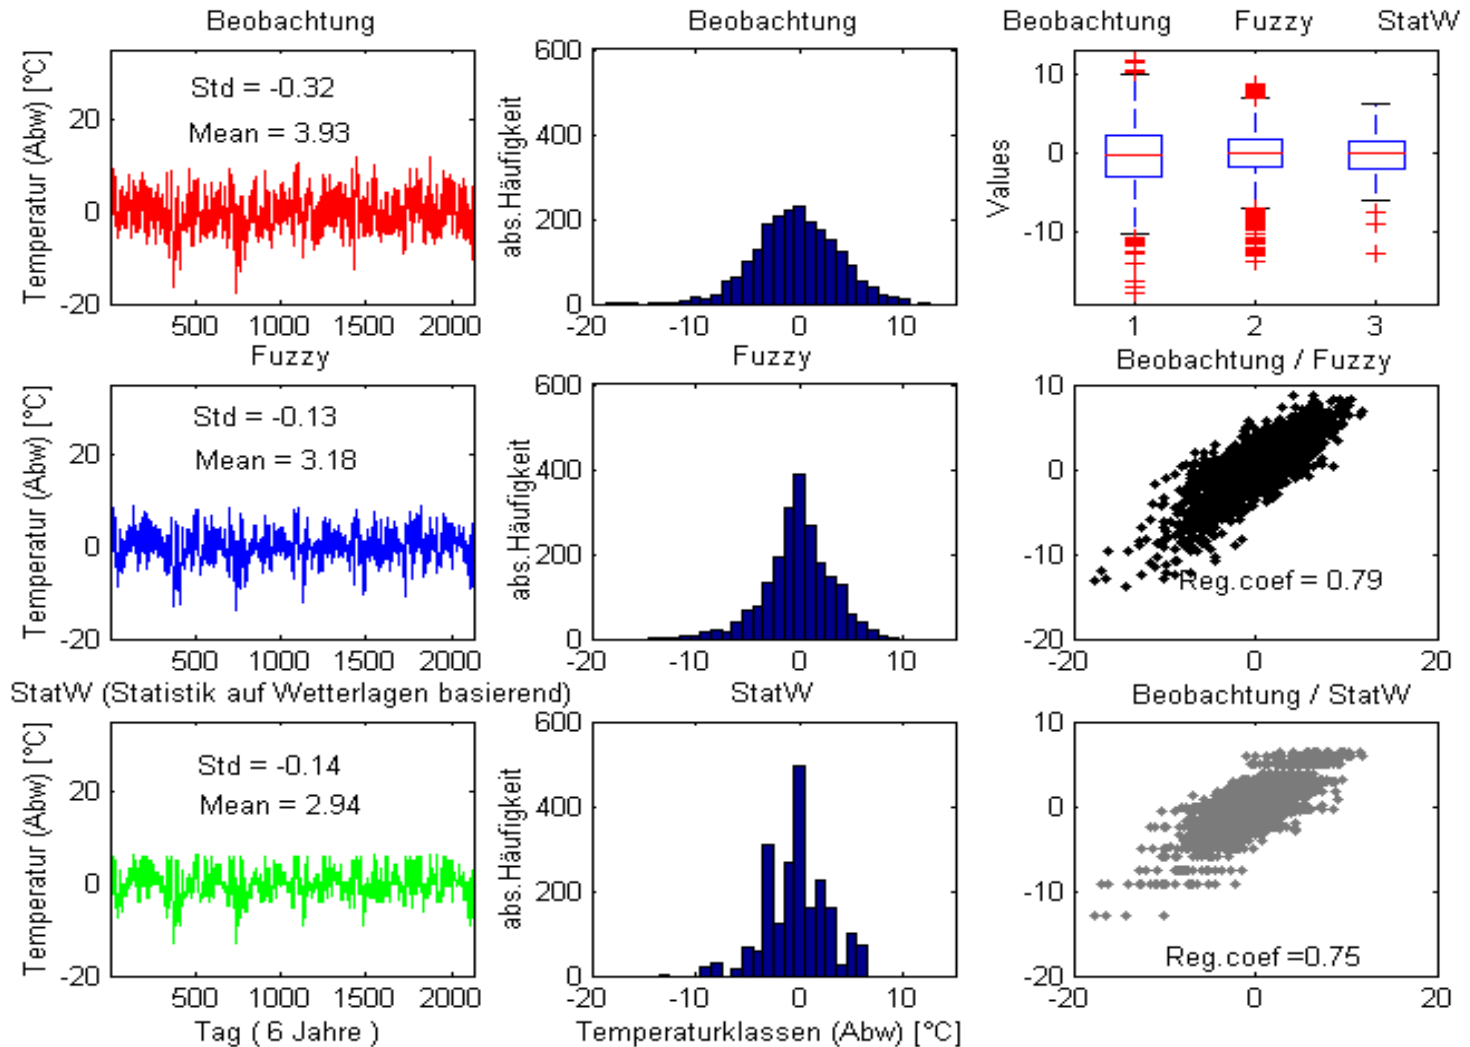 Beobachtung
Temperatur (Abw) [°C]
20
0
-20
Std = -0.32
Mean = 3.93
500 1000 1500 2000
Beobachtung
abs.Häufigkeit
600
400
200
0
-20 -10 0 10
Beobachtung Fuzzy StatW
Values
10
0
-10
1 2 3
Fuzzy
Temperatur (Abw) [°C]
20
0
-20
Std = -0.13
Mean = 3.18
500 1000 1500 2000
Fuzzy
abs.Häufigkeit
600
400
200
0
-20 -10 0 10
Beobachtung / Fuzzy
10
0
-10
-20
Reg.coef = 0.79
-20 0 20
StatW (Statistik auf Wetterlagen basierend)
Temperatur (Abw) [°C]
20
0
-20
Std = -0.14
Mean = 2.94
500 1000 1500 2000
Tag ( 6 Jahre )
StatW
abs.Häufigkeit
600
400
200
0
-20 -10 0 10
Temperaturklassen (Abw) [°C]
Beobachtung / StatW
10
0
-10
-20
Reg.coef =0.75
-20 0 20